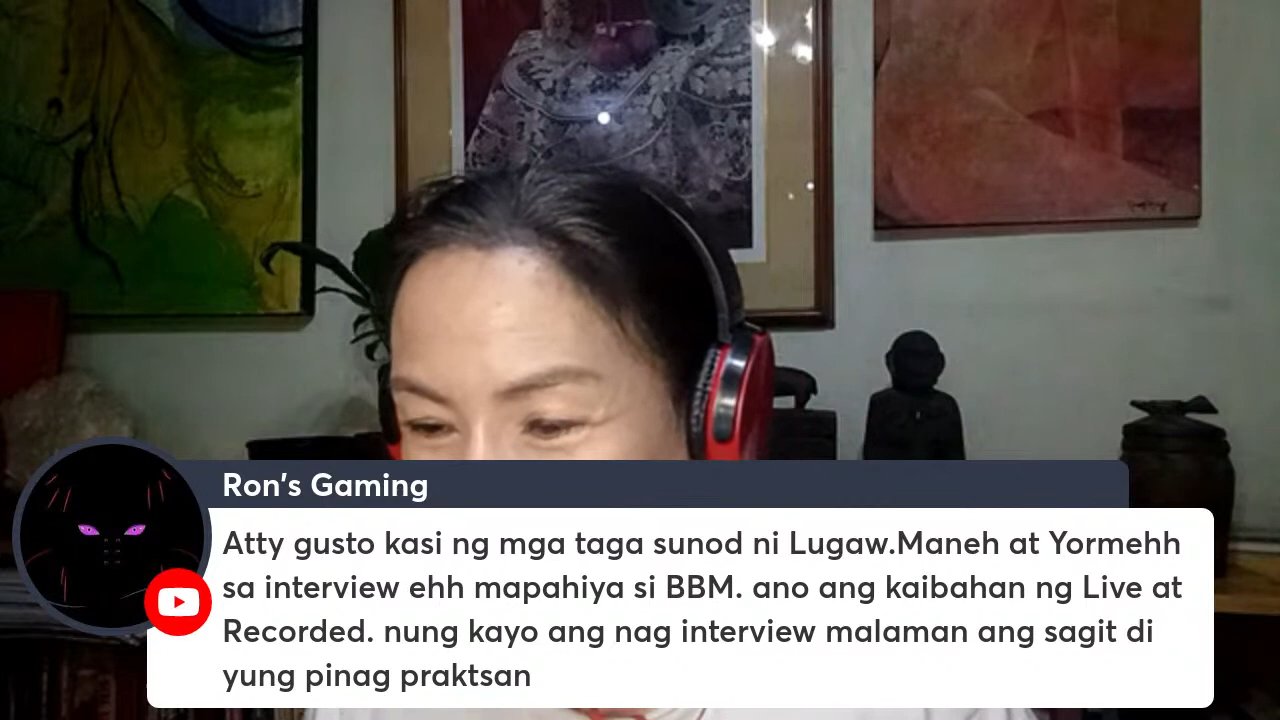 Ron's Gaming
Atty gusto kasi ng mga taga sunod ni Lugaw.Maneh at Yormehh
sa interview ehh mapahiya si BBM. ano ang kaibahan ng Live at
Recorded. nung kayo ang nag interview malaman ang sagit di
yung pinag praktsan